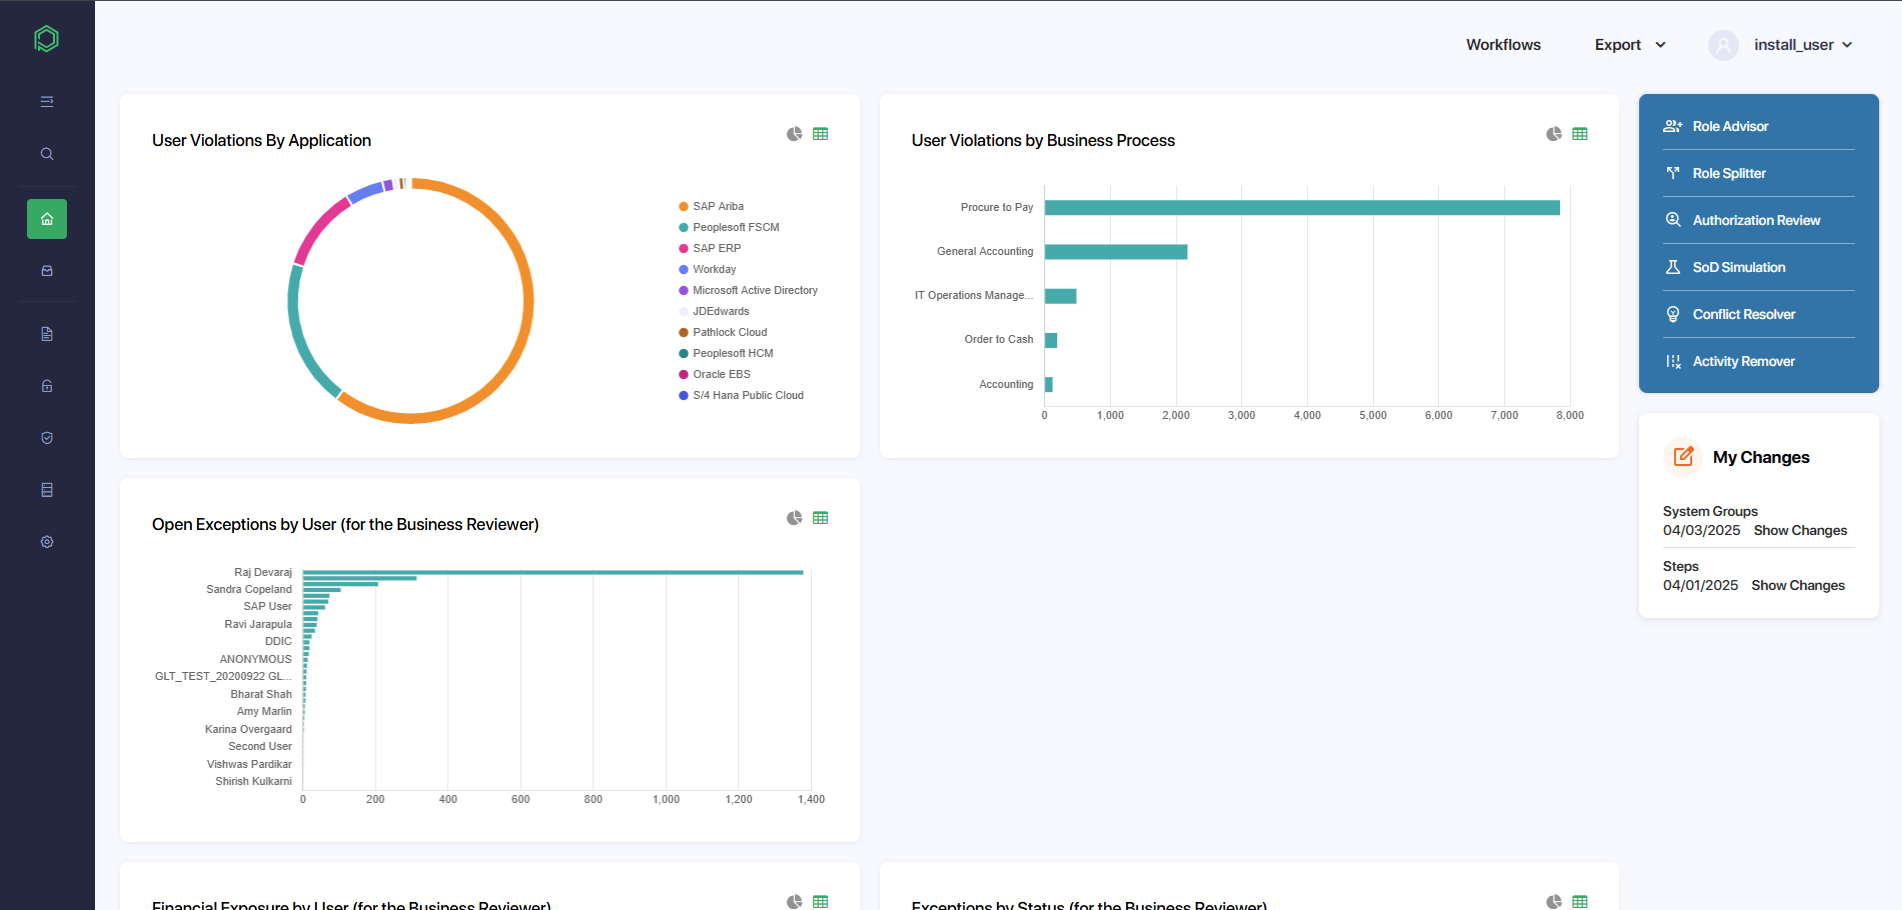 Workflows
Export
install_user
User Violations By Application
SAP Ariba
Peoplesoft FSCM
SAP ERP
Workday
Microsoft Active Directory
JDEdwards
Pathlock Cloud
Peoplesoft HCM
Oracle EBS
S/4 Hana Public Cloud
User Violations by Business Process
Procure to Pay
General Accounting
IT Operations Manage...
Order to Cash
Accounting
0 1,000 2,000 3,000 4,000 5,000 6,000 7,000 8,000
Role Advisor
Role Splitter
Authorization Review
SoD Simulation
Conflict Resolver
Activity Remover
My Changes
System Groups
04/03/2025 Show Changes
Steps
04/01/2025 Show Changes
Open Exceptions by User (for the Business Reviewer)
Raj Devaraj
Sandra Copeland
SAP User
Ravi Jarapula
DDIC
ANONYMOUS
GLT_TEST_20200922 GL...
Bharat Shah
Amy Marlin
Karina Overgaard
Second User
Vishwas Pardikar
Shirish Kulkarni
0 200 400 600 800 1,000 1,200 1,400
Financial Exposure by User (for the Business Reviewer)
Exceptions by Status (for the Business Reviewer)